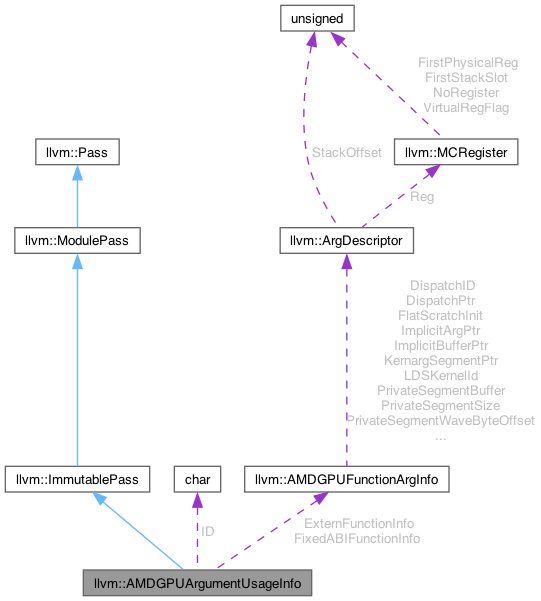 unsigned
FirstPhysicalReg
FirstStackSlot
NoRegister
VirtualRegFlag
llvm::Pass
StackOffset
llvm::MCRegister
Reg
llvm::ModulePass
llvm::ArgDescriptor
DispatchID
DispatchPtr
FlatScratchInit
ImplicitArgPtr
ImplicitBufferPtr
KernargSegmentPtr
LDSKernelId
PrivateSegmentBuffer
PrivateSegmentSize
PrivateSegmentWaveByteOffset
...
llvm::ImmutablePass
char
llvm::AMDGPUFunctionArgInfo
ID
ExternFunctionInfo
FixedABIFunctionInfo
llvm::AMDGPUArgumentUsageInfo